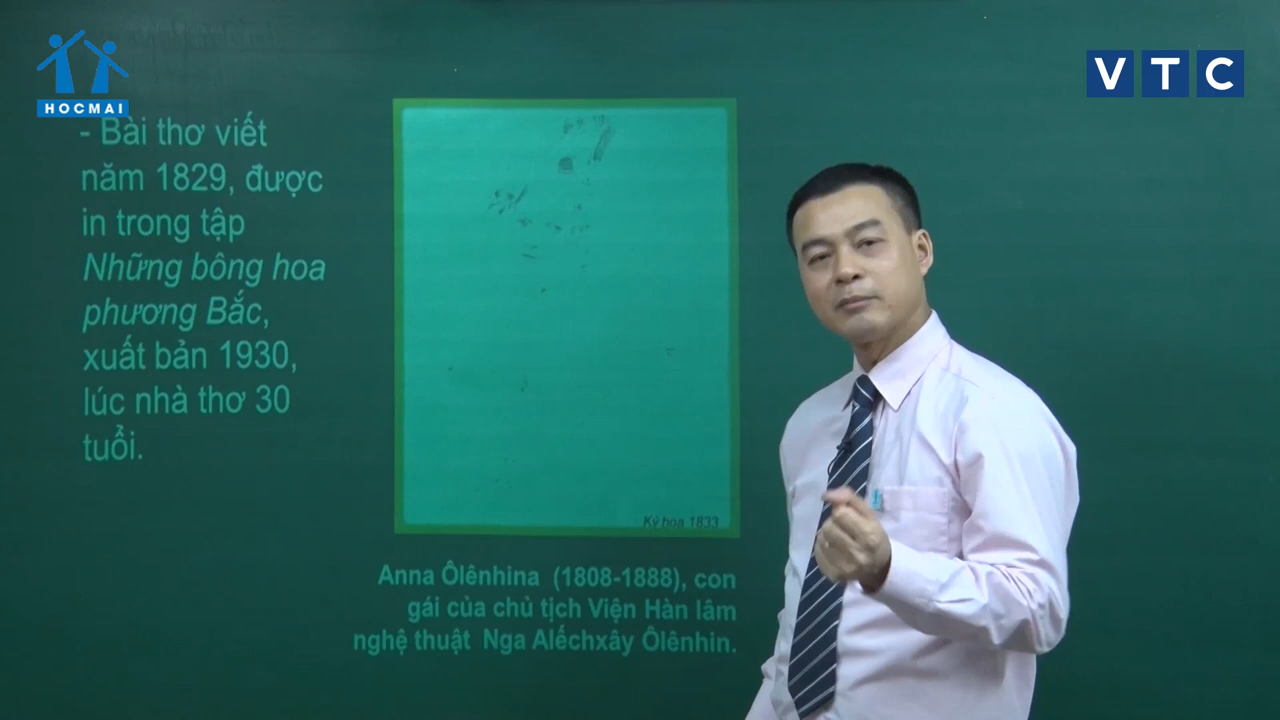 HOCMAI
VTC
- Bài thơ viết
năm 1829, được
in trong tập
Những bông hoa
phương Bắc,
xuất bản 1930,
lúc nhà thơ 30
tuổi.
Ký họa 1833
Anna Ôlênhina (1808-1888), con
gái của chủ tịch Viện Hàn lâm
nghệ thuật Nga Alếchxây Ôlênhin.